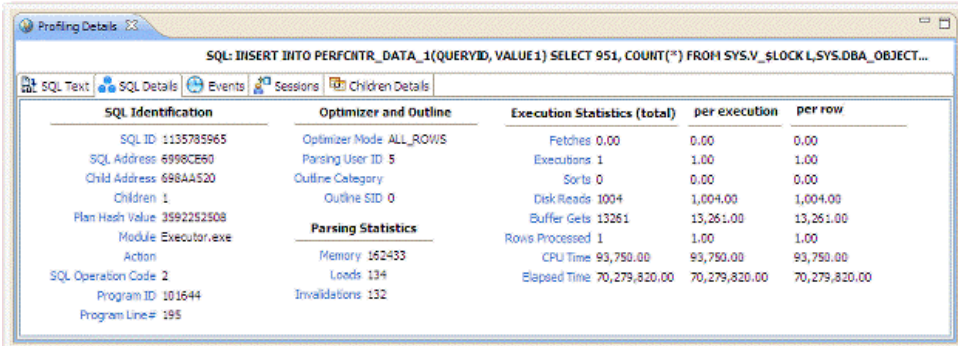 Profiling Details
SQL: INSERT INTO PERFCNTR_DATA_1(QUERYID, VALUE1) SELECT 951, COUNT(*) FROM SYS.V_$LOCK L,SYS.DBA_OBJECT...
SQL Text SQL Details Events Sessions Children Details
SQL Identification
SQL ID 1135785965
SQL Address 6998CE60
Child Address 698AA520
Children 1
Plan Hash Value 3592252508
Module Executor.exe
Action
SQL Operation Code 2
Program ID 101644
Program Line# 195
Optimizer and Outline
Optimizer Mode ALL_ROWS
Parsing User ID 5
Outline Category
Outline SID 0
Parsing Statistics
Memory 162433
Loads 134
Invalidations 132
Execution Statistics (total) per execution per row
Fetches 0.00 0.00 0.00
Executions 1 1.00 1.00
Sorts 0 0.00 0.00
Disk Reads 1004 1,004.00 1,004.00
Buffer Gets 13261 13,261.00 13,261.00
Rows Processed 1 1.00 1.00
CPU Time 93,750.00 93,750.00 93,750.00
Elapsed Time 70,279,820.00 70,279,820.00 70,279,820.00